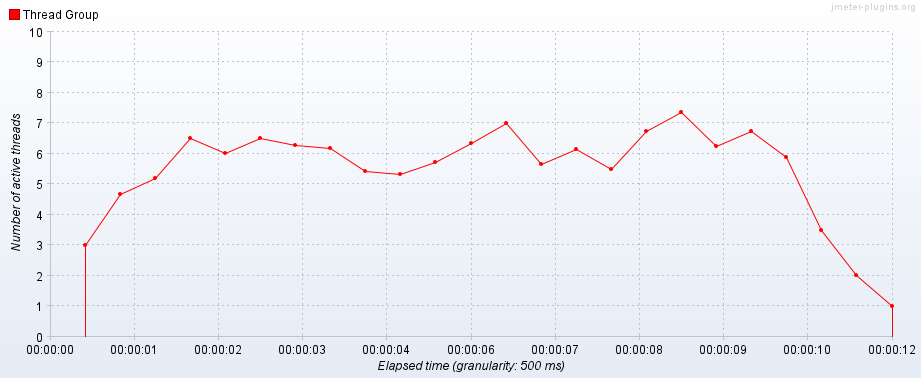 jmeter-plugins.org
Thread Group
10
9
8
7
6
5
4
3
2
1
0
Number of active threads
00:00:00 00:00:01 00:00:02 00:00:03 00:00:04 00:00:06 00:00:07 00:00:08 00:00:09 00:00:10 00:00:12
Elapsed time (granularity: 500 ms)